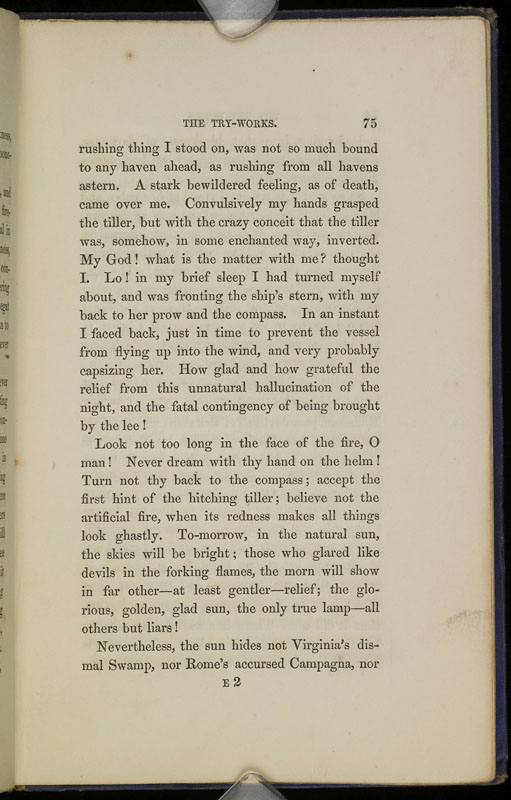 THE TRY-WORKS. 75
rushing thing I stood on, was not so much bound
to any haven ahead, as rushing from all havens
astern. A stark bewildered feeling, as of death,
came over me. Convulsively my hands grasped
the tiller, but with the crazy conceit that the tiller
was, somehow, in some enchanted way, inverted.
My God! what is the matter with me? thought
I. Lo! in my brief sleep I had turned myself
about, and was fronting the ship's stern, with my
back to her prow and the compass. In an instant
I faced back, just in time to prevent the vessel
from flying up into the wind, and very probably
capsizing her. How glad and how grateful the
relief from this unnatural hallucination of the
night, and the fatal contingency of being brought
by the lee!
Look not too long in the face of the fire, O
man! Never dream with thy hand on the helm!
Turn not thy back to the compass; accept the
first hint of the hitching tiller; believe not the
artificial fire, when its redness makes all things
look ghastly. To-morrow, in the natural sun,
the skies will be bright; those who glared like
devils in the forking flames, the morn will show
in far other—at least gentler—relief; the glo-
rious, golden, glad sun, the only true lamp—all
others but liars!
Nevertheless, the sun hides not Virginia's dis-
mal Swamp, nor Rome's accursed Campagna, nor
E 2